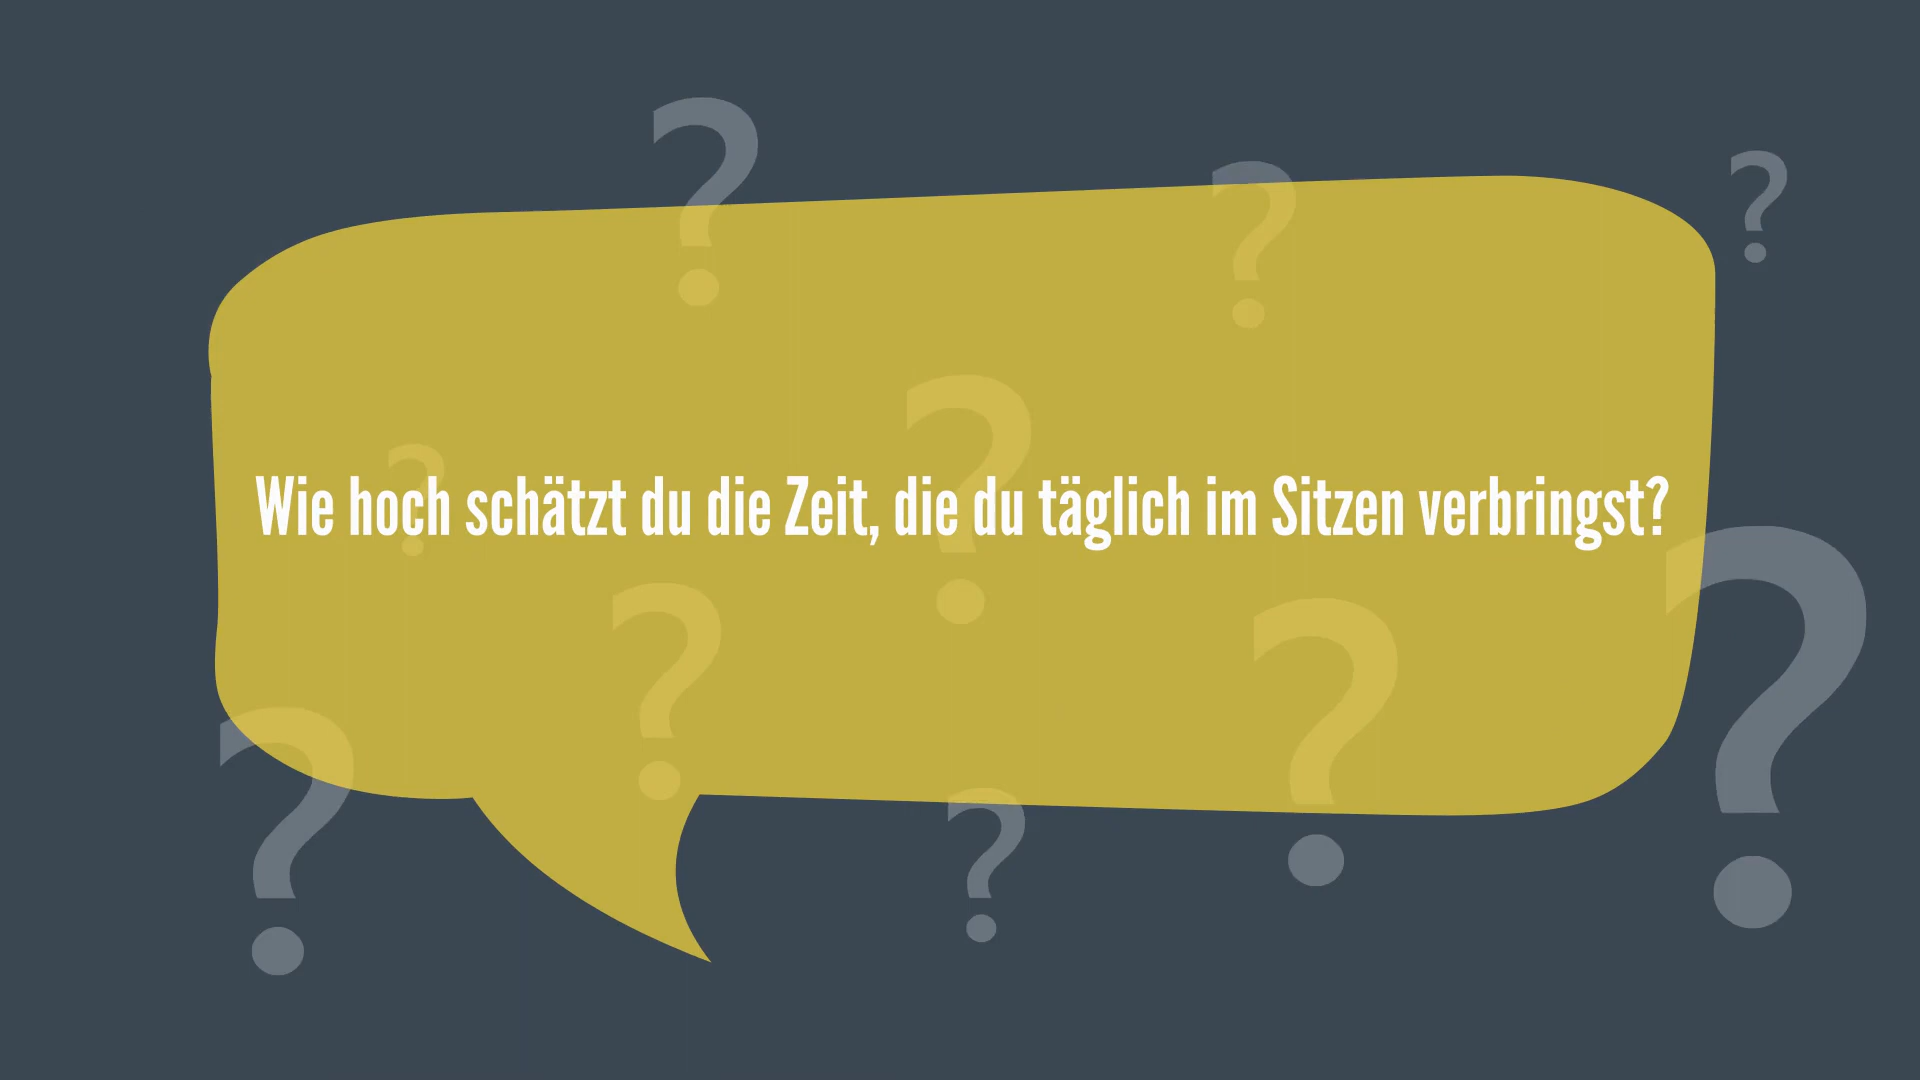 Wie hoch schätzt du die Zeit, die du täglich im Sitzen verbringst?